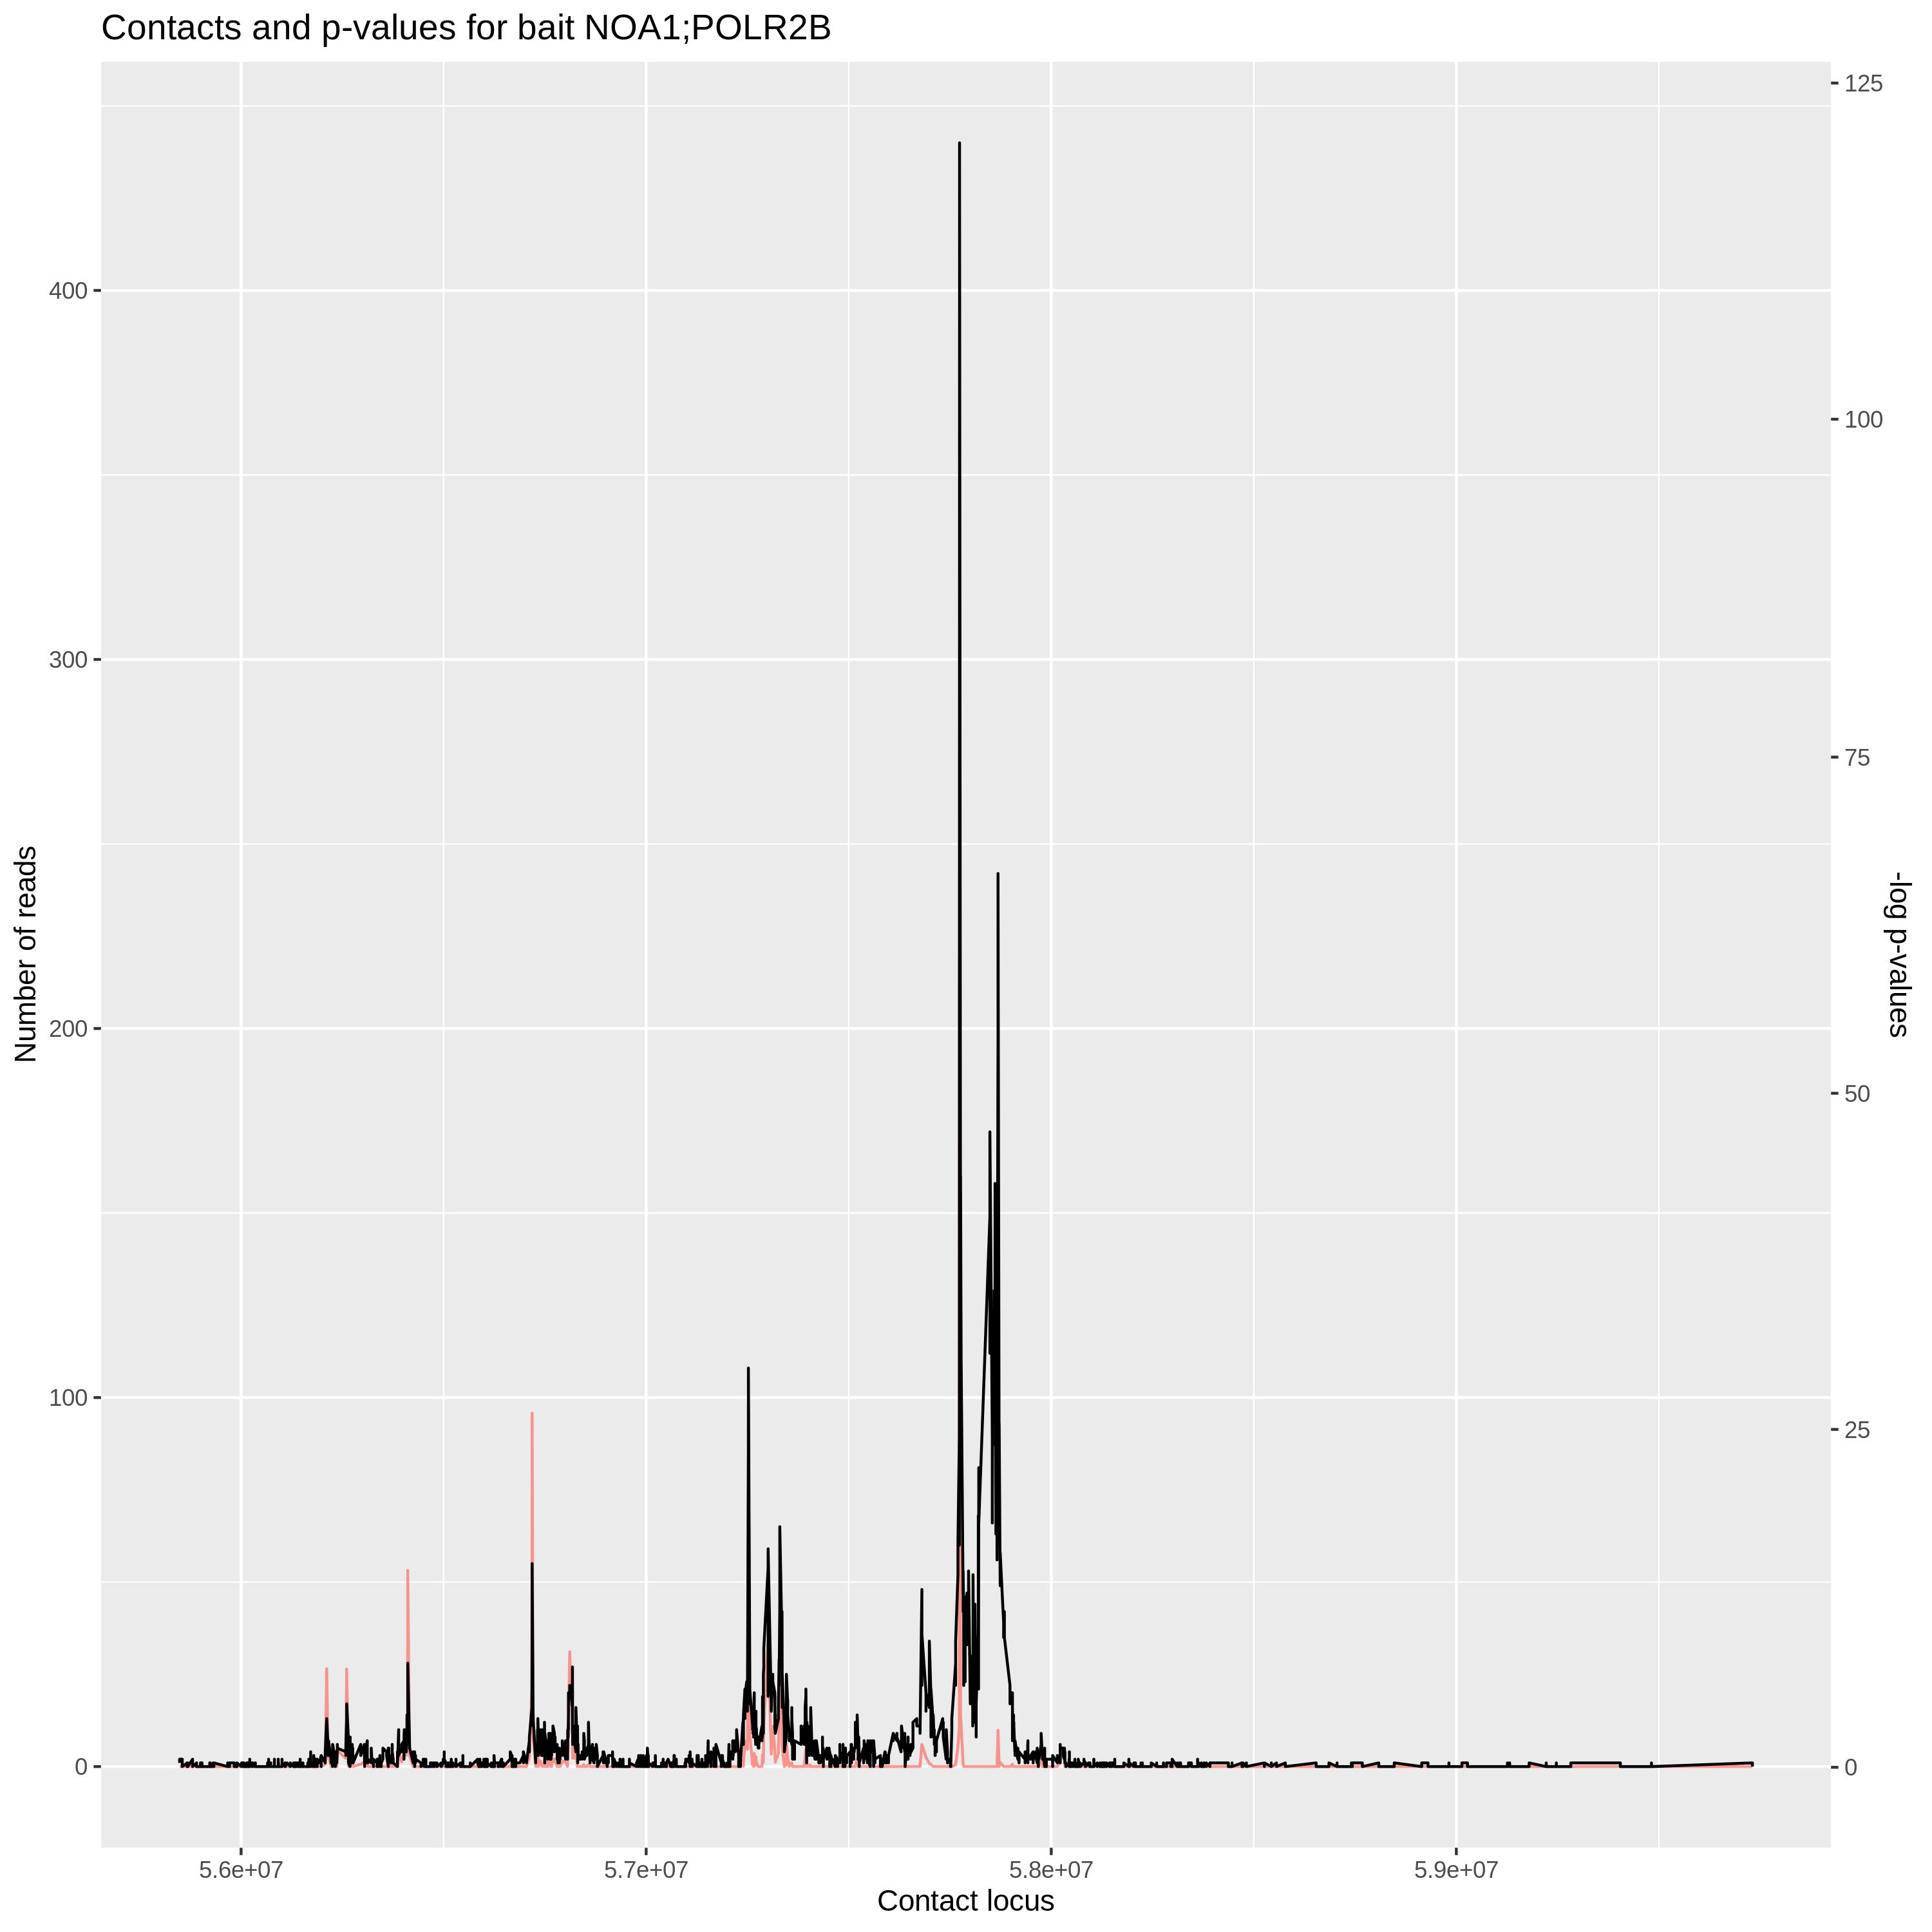 Contacts and p-values for bait NOA1;POLR2B
125
400
100
300
75
Number of reads
-log p-values
200
50
100
25
0
0
5.6e+07
5.7e+07
5.8e+07
5.9e+07
Contact locus